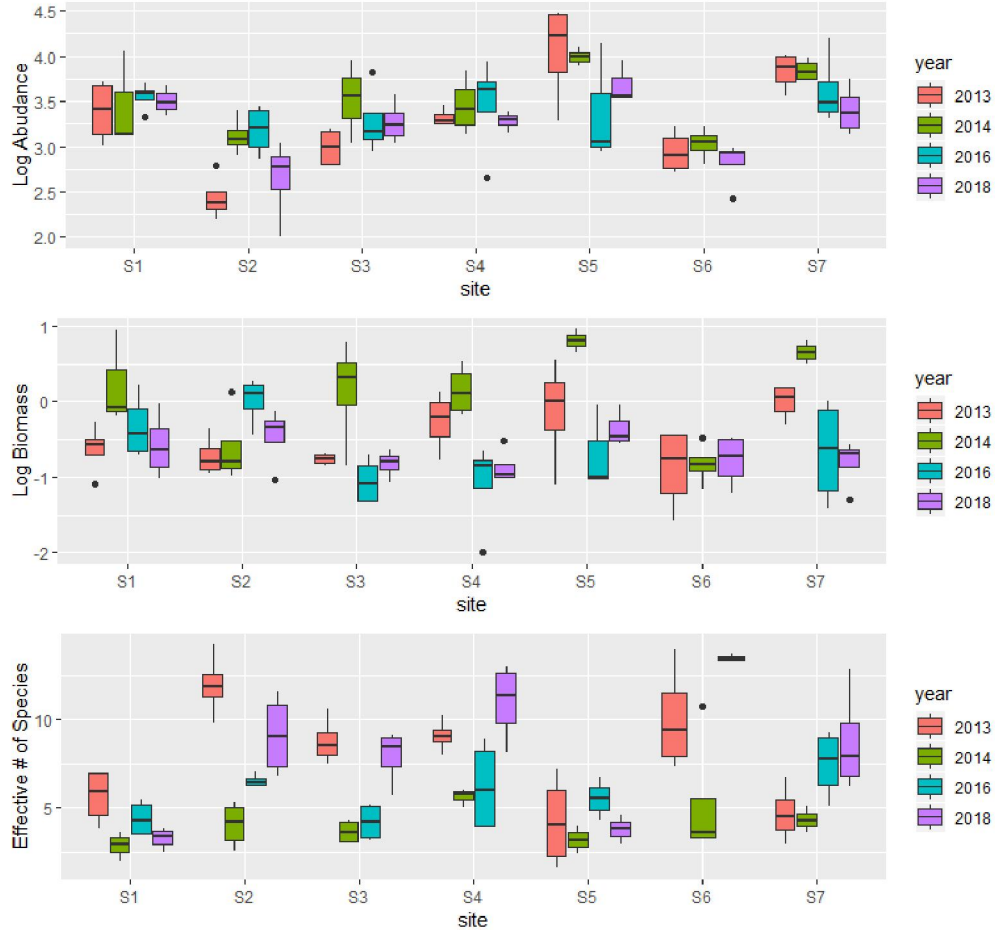 4.5
4.0
3.5
3.0
2.5
2.0
Log Abudance
S1 S2 S3 S4 S5 S6 S7
site
year
2013
2014
2016
2018
1
0
-1
-2
Log Biomass
S1 S2 S3 S4 S5 S6 S7
site
year
2013
2014
2016
2018
10
5
Effective # of Species
S1 S2 S3 S4 S5 S6 S7
site
year
2013
2014
2016
2018